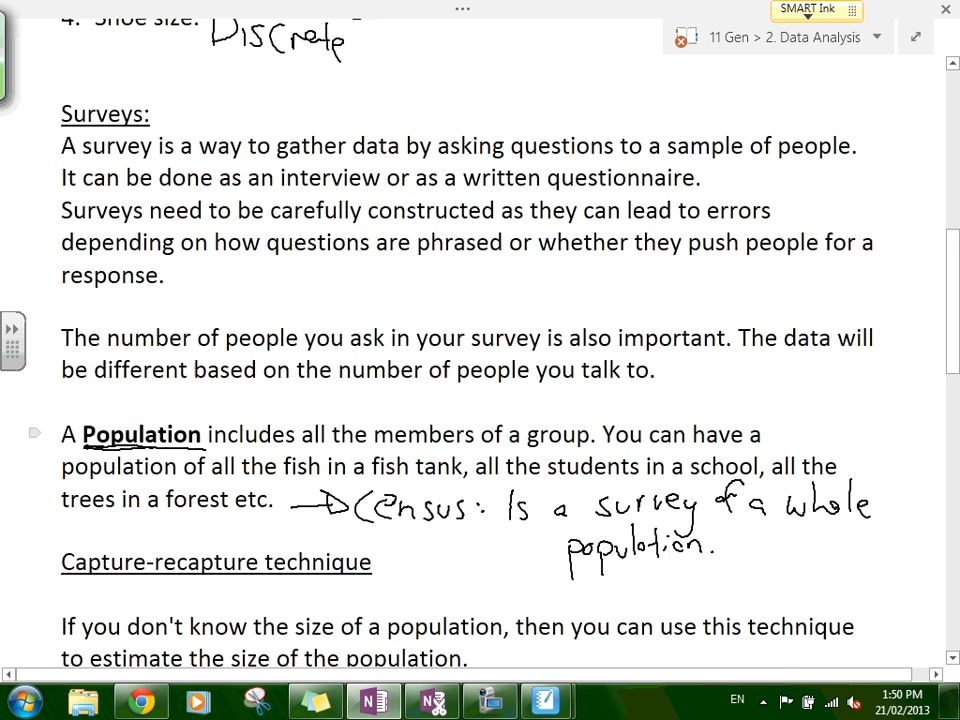 SMART Ink
4. Shoe size: Discrete
11 Gen > 2. Data Analysis
Surveys:
A survey is a way to gather data by asking questions to a sample of people.
It can be done as an interview or as a written questionnaire.
Surveys need to be carefully constructed as they can lead to errors
depending on how questions are phrased or whether they push people for a
response.
The number of people you ask in your survey is also important. The data will
be different based on the number of people you talk to.
A Population includes all the members of a group. You can have a
population of all the fish in a fish tank, all the students in a school, all the
trees in a forest etc. → Census: Is a survey of a whole
population.
Capture-recapture technique
If you don't know the size of a population, then you can use this technique
to estimate the size of the population.
EN
1:50 PM
21/02/2013